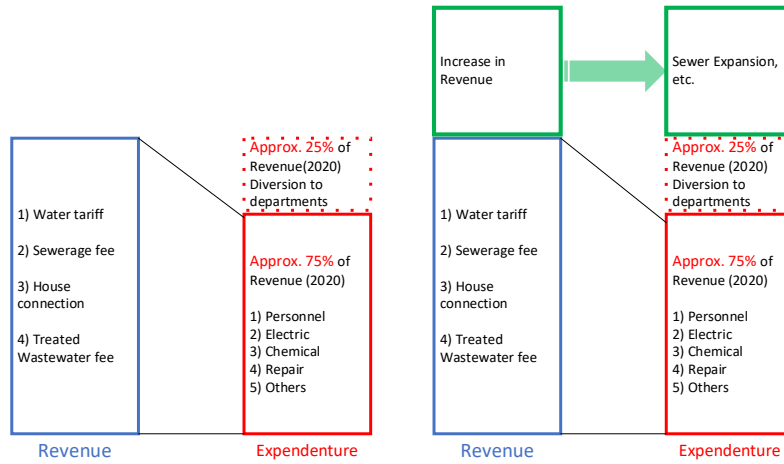 Approx. 25% of
Revenue(2020)
Diversion to
departments
1) Water tariff
2) Sewerage fee
3) House
connection
4) Treated
Wastewater fee
Approx. 75% of
Revenue (2020)
1) Personnel
2) Electric
3) Chemical
4) Repair
5) Others
Revenue
Expendenture
Increase in
Revenue
Sewer Expansion,
etc.
Approx. 25% of
Revenue (2020)
Diversion to
departments
1) Water tariff
2) Sewerage fee
3) House
connection
4) Treated
Wastewater fee
Approx. 75% of
Revenue (2020)
1) Personnel
2) Electric
3) Chemical
4) Repair
5) Others
Revenue
Expendenture